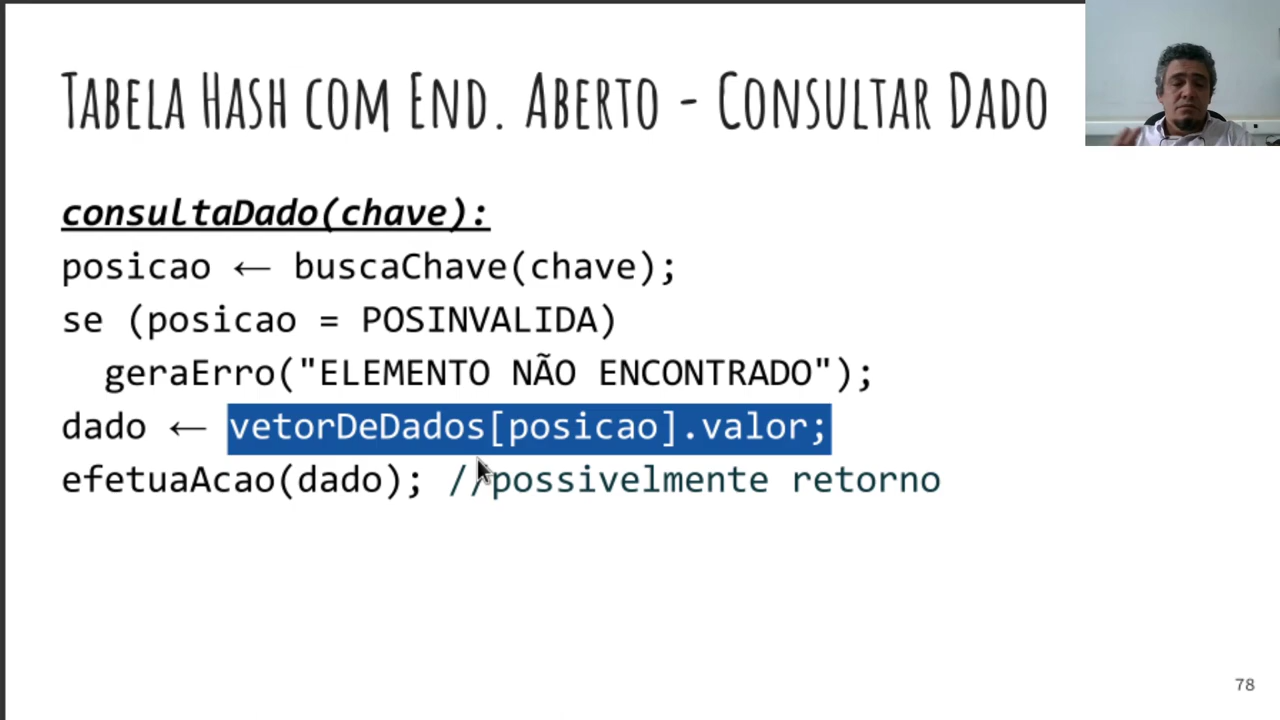 Tabela Hash com End. Aberto - Consultar Dado
consultaDado(chave):
posicao ← buscaChave(chave);
se (posicao = POSINVALIDA)
geraErro("ELEMENTO NÃO ENCONTRADO");
dado ← vetorDeDados[posicao].valor;
efetuaAcao(dado); //possivelmente retorno
78